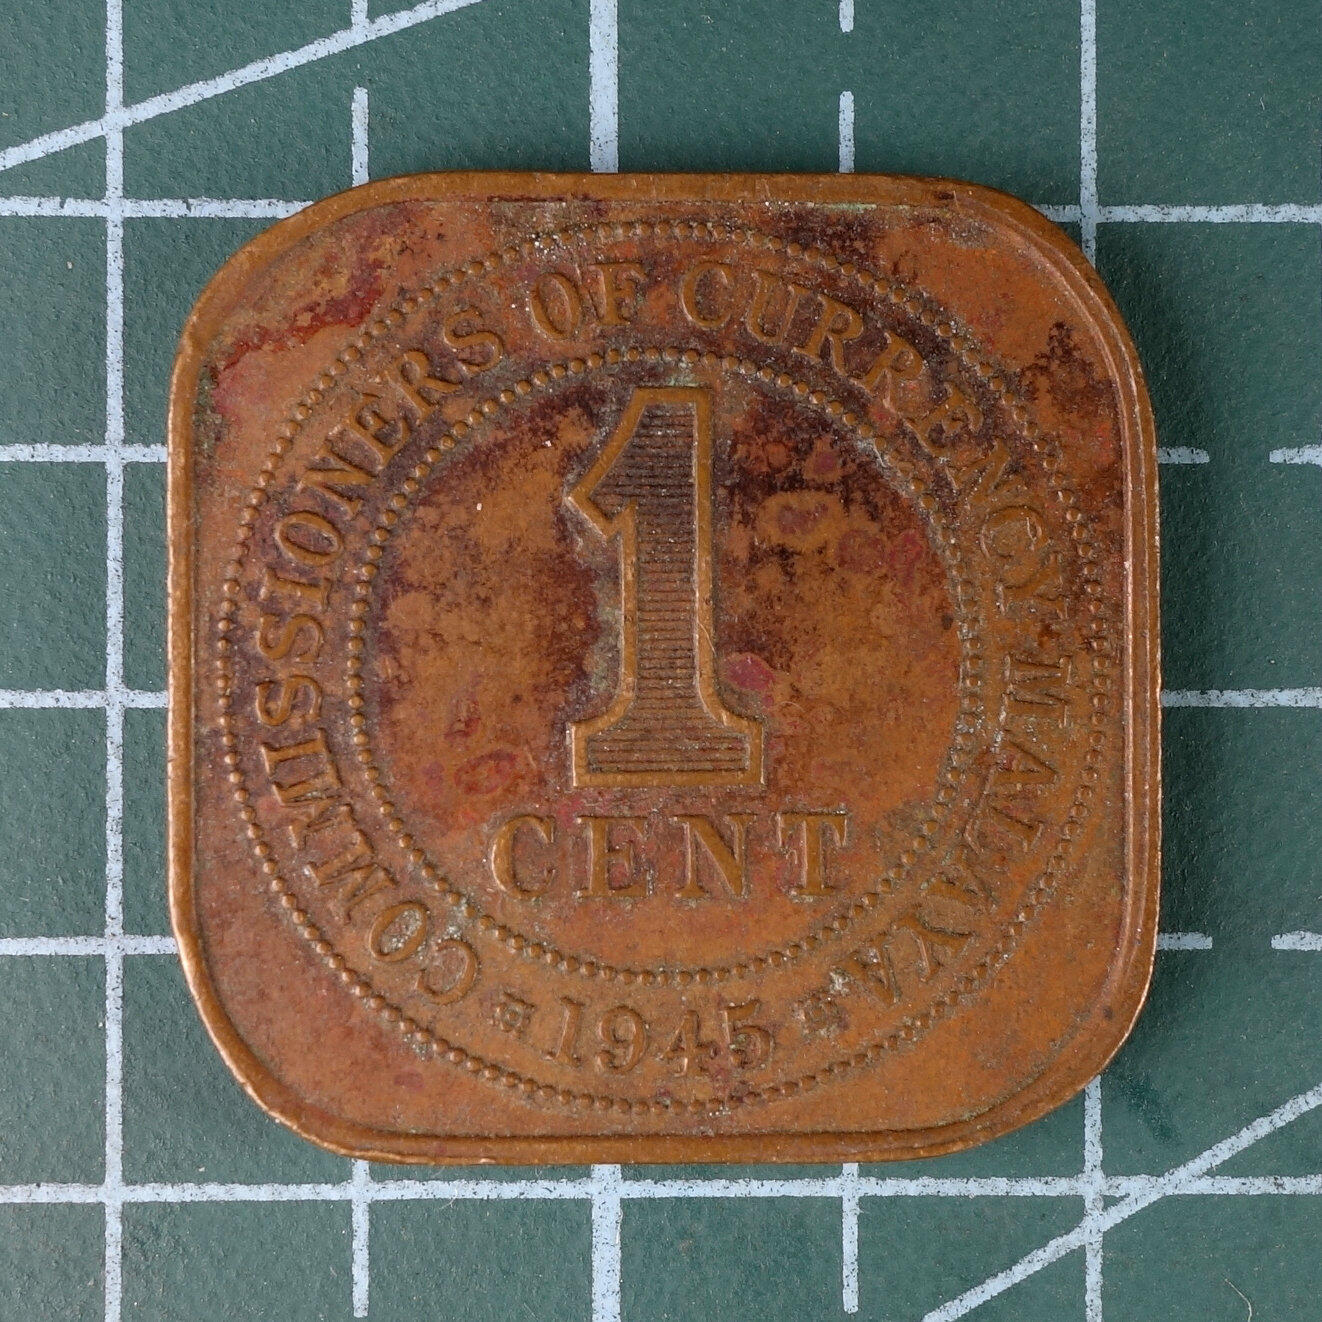 COMMISSIONERS OF CURRENCY MALAYA
1
CENT
1945